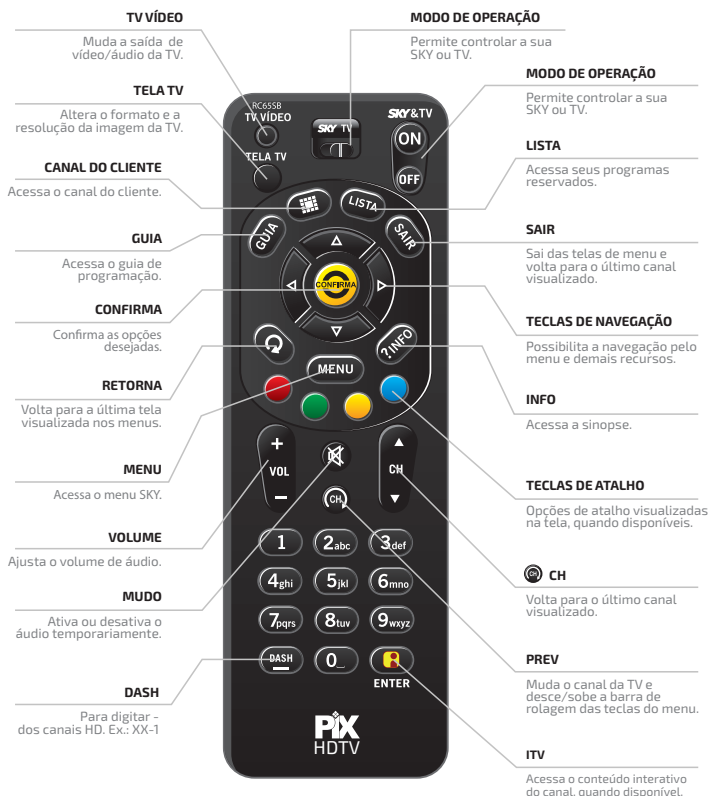 TV VÍDEO
Muda a saída de
vídeo/áudio da TV.
TELA TV
Altera o formato e a
resolução da imagem da TV.
CANAL DO CLIENTE
Acessa o canal do cliente.
GUIA
Acessa o guia de
programação.
CONFIRMA
Confirma as opções
desejadas.
RETORNA
Volta para a última tela
visualizada nos menus.
MENU
Acessa o menu SKY.
VOLUME
Ajusta o volume de áudio.
MUDO
Ativa ou desativa o
áudio temporariamente.
DASH
Para digitar -
dos canais HD. Ex.: XX-1
RC65SB
TV VÍDEO
SKY TV
SKY&TV
ON
TELA TV
OFF
LISTA
GUIA
SAIR
CONFIRMA
?INFO
MENU
+
VOL
−
CH
CH
1 2abc 3def
4ghi 5jkl 6mno
7pqrs 8tuv 9wxyz
DASH 0_ i
ENTER
PiX
HDTV
MODO DE OPERAÇÃO
Permite controlar a sua
SKY ou TV.
MODO DE OPERAÇÃO
Permite controlar a sua
SKY ou TV.
LISTA
Acessa seus programas
reservados.
SAIR
Sai das telas de menu e
volta para o último canal
visualizado.
TECLAS DE NAVEGAÇÃO
Possibilita a navegação pelo
menu e demais recursos.
INFO
Acessa a sinopse.
TECLAS DE ATALHO
Opções de atalho visualizadas
na tela, quando disponíveis.
CH CH
Volta para o último canal
visualizado.
PREV
Muda o canal da TV e
desce/sobe a barra de
rolagem das teclas do menu.
ITV
Acessa o conteúdo interativo
do canal, quando disponível.